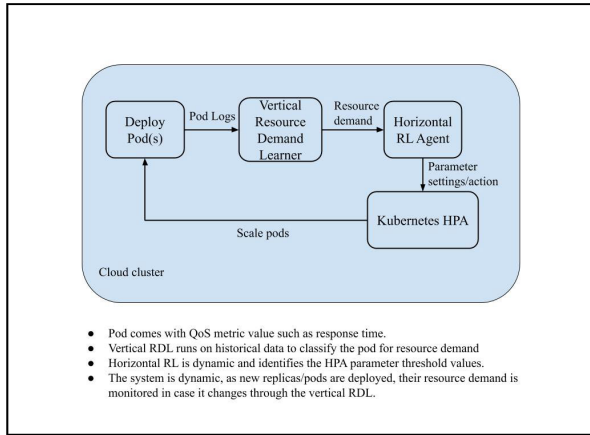 Deploy
Pod(s)
Pod Logs
Vertical
Resource
Demand
Learner
Resource
demand
Horizontal
RL Agent
Parameter
settings/action
Kubernetes HPA
Scale pods
Cloud cluster
● Pod comes with QoS metric value such as response time.
● Vertical RDL runs on historical data to classify the pod for resource demand
● Horizontal RL is dynamic and identifies the HPA parameter threshold values.
● The system is dynamic, as new replicas/pods are deployed, their resource demand is
monitored in case it changes through the vertical RDL.